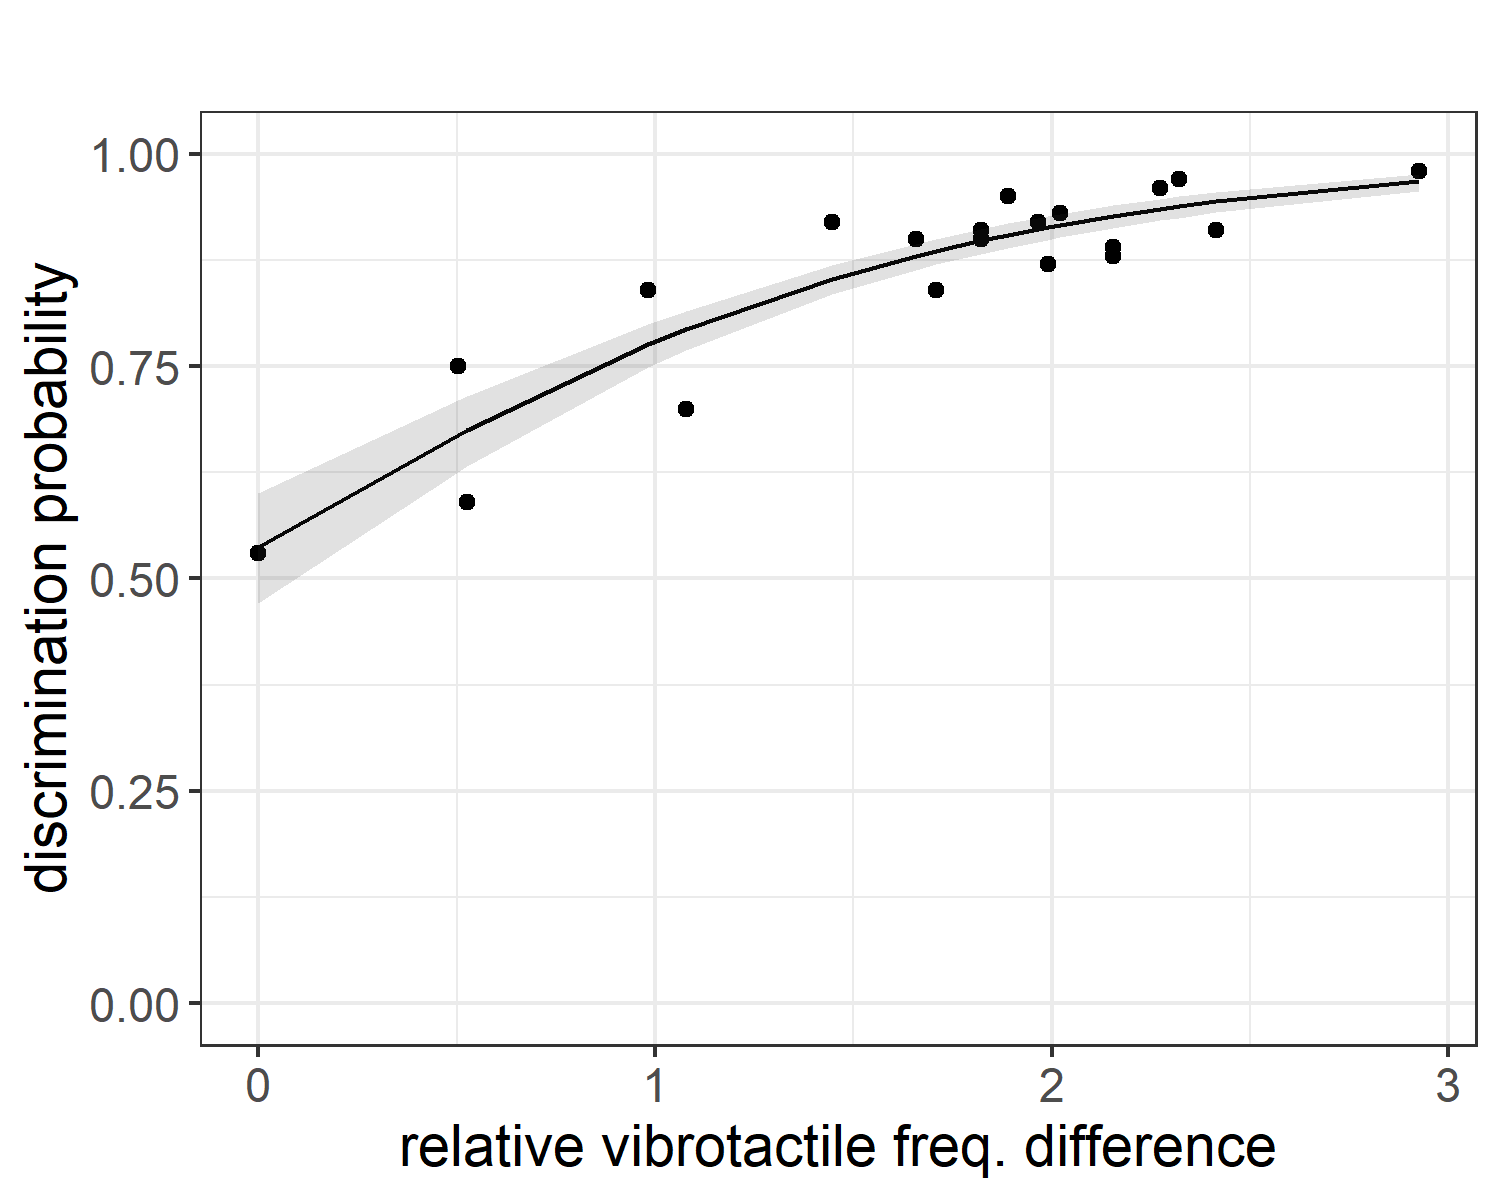 discrimination probability
1.00
0.75
0.50
0.25
0.00
0 1 2 3
relative vibrotactile freq. difference